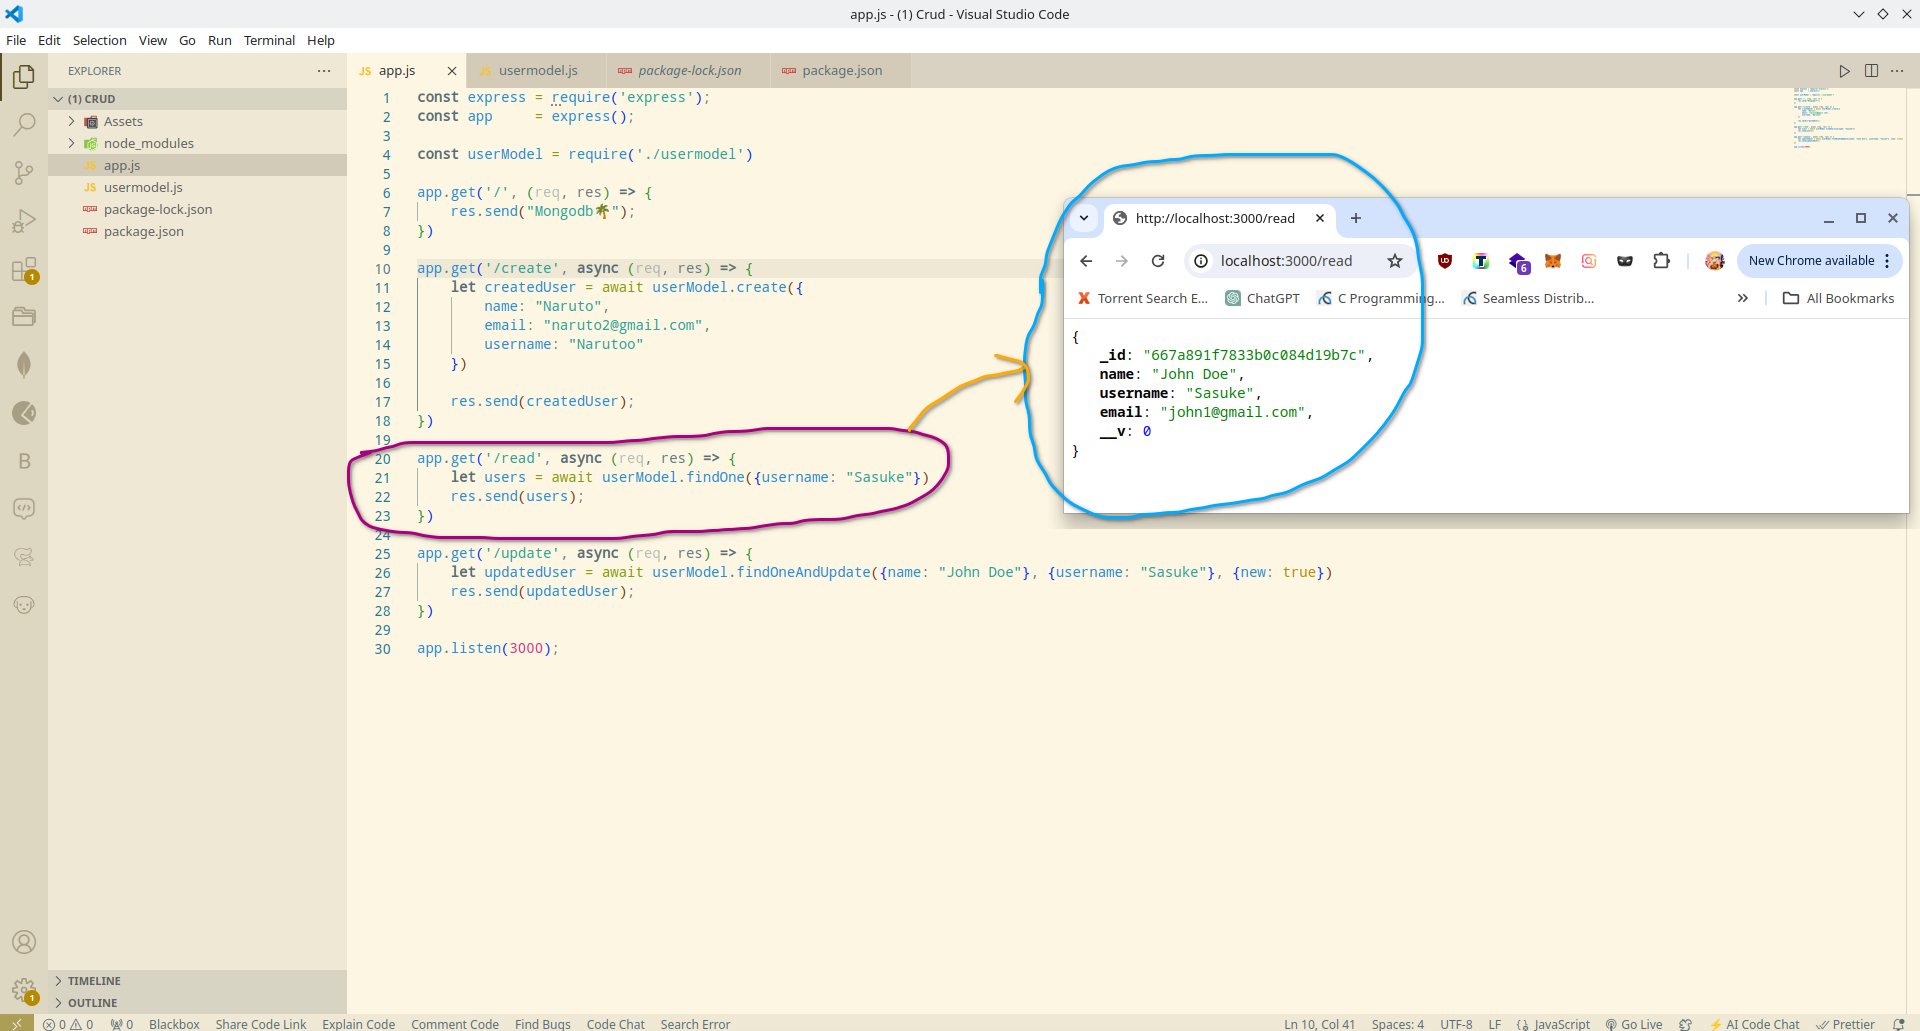 app.js - (1) Crud - Visual Studio Code
File Edit Selection View Go Run Terminal Help
EXPLORER
(1) CRUD
Assets
node_modules
app.js
usermodel.js
package-lock.json
package.json
TIMELINE
OUTLINE
app.js usermodel.js package-lock.json package.json
1 const express = require('express');
2 const app     = express();
3
4 const userModel = require('./usermodel')
5
6 app.get('/', (req, res) => {
7     res.send("Mongodb🌴");
8 })
9
10 app.get('/create', async (req, res) => {
11     let createdUser = await userModel.create({
12         name: "Naruto",
13         email: "naruto2@gmail.com",
14         username: "Narutoo"
15     })
16
17     res.send(createdUser);
18 })
19
20 app.get('/read', async (req, res) => {
21     let users = await userModel.findOne({username: "Sasuke"})
22     res.send(users);
23 })
24
25 app.get('/update', async (req, res) => {
26     let updatedUser = await userModel.findOneAndUpdate({name: "John Doe"}, {username: "Sasuke"}, {new: true})
27     res.send(updatedUser);
28 })
29
30 app.listen(3000);
http://localhost:3000/read
localhost:3000/read
6
New Chrome available
Torrent Search E... ChatGPT C Programming... Seamless Distrib... All Bookmarks
{
    _id: "667a891f7833b0c084d19b7c",
    name: "John Doe",
    username: "Sasuke",
    email: "john1@gmail.com",
    __v: 0
}
1
B
1
0 0 0 Blackbox Share Code Link Explain Code Comment Code Find Bugs Code Chat Search Error Ln 10, Col 41 Spaces: 4 UTF-8 LF {} JavaScript Go Live AI Code Chat Prettier